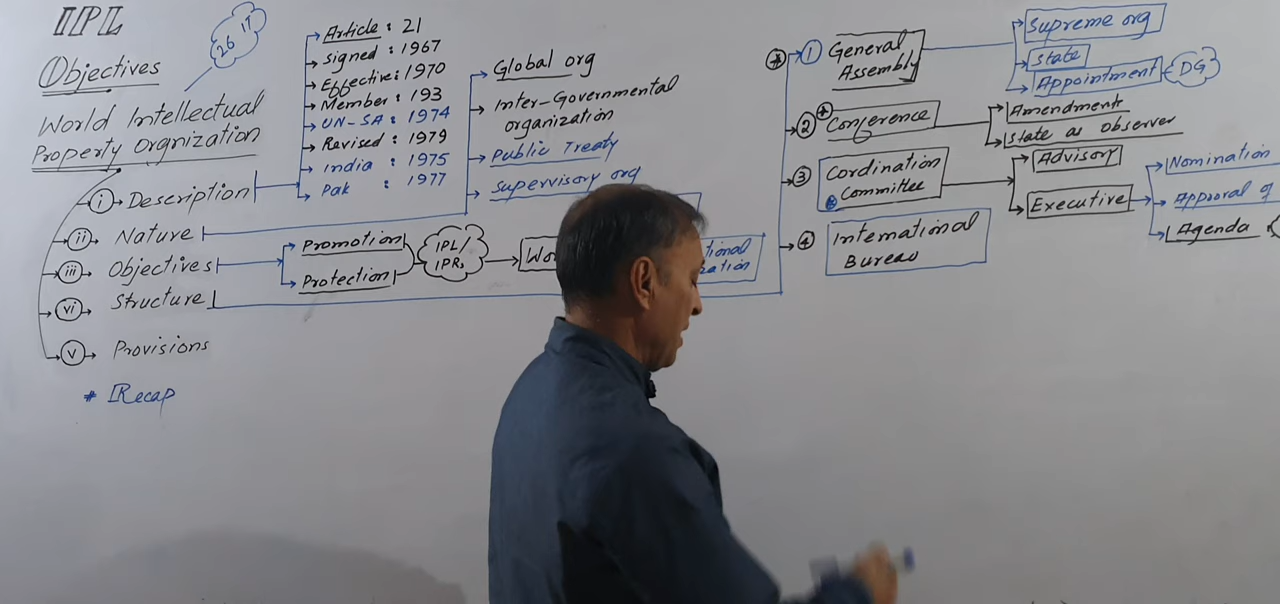 IPL
26 IT
Objectives
World Intellectual
Property Orgnization
i Description
ii Nature
iii Objectives
vi Structure
v Provisions
# Recap
Article : 21
signed : 1967
Effective : 1970
Member : 193
UN-SA : 1974
Revised : 1979
India : 1975
Pak : 1977
Global org
Inter-Governmental
organization
Public Treaty
Supervisory org
Promotion
Protection
IPL/
IPRs
1 General
Assembly
Supreme org
State
Appointment
DG
2 Conference
Amendments
State as observer
3 Cordination
Committee
Advisory
Executive
Nomination
Approval of
Agenda
4 International
Bureau